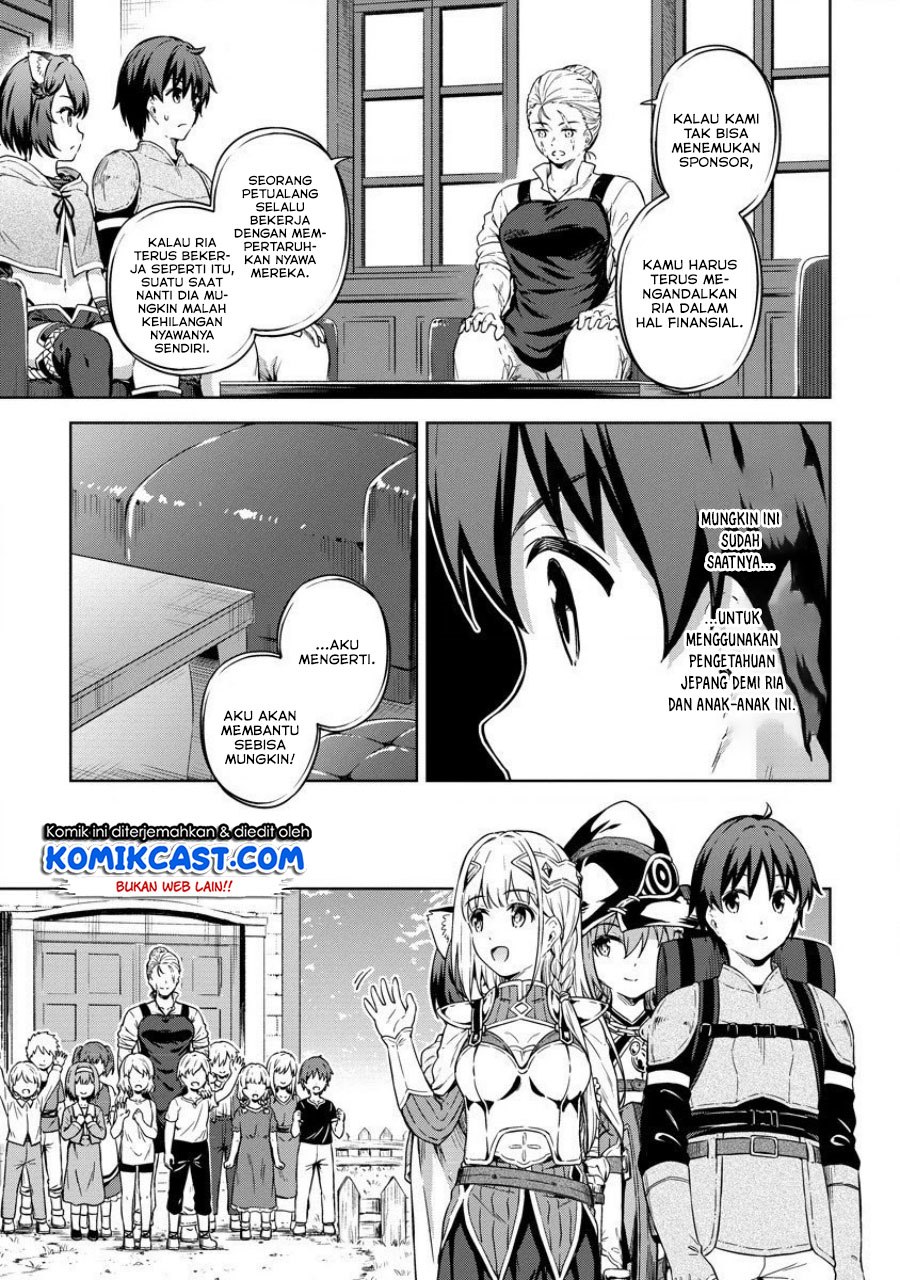 KALAU KAMI
TAK BISA
MENEMUKAN
SPONSOR,
KAMU HARUS
TERUS ME-
NGANDALKAN
RIA DALAM
HAL FINANSIAL.
SEORANG
PETUALANG
SELALU
BEKERJA
DENGAN MEM-
PERTARUH-
KAN NYAWA
MEREKA.
KALAU RIA
TERUS BEKER-
JA SEPERTI ITU,
SUATU SAAT
NANTI DIA MU-
NGKIN MALAH
KEHILANGAN
NYAWANYA
SENDIRI.
MUNGKIN INI
SUDAH
SAATNYA...
...UNTUK
MENGGUNAKAN
PENGETAHUAN
JEPANG DEMI RIA
DAN ANAK-ANAK INI.
...AKU
MENGERTI.
AKU AKAN
MEMBANTU
SEBISA
MUNGKIN!
Komik ini diterjemahkan & diedit oleh
KOMIKCAST.COM
BUKAN WEB LAIN!!